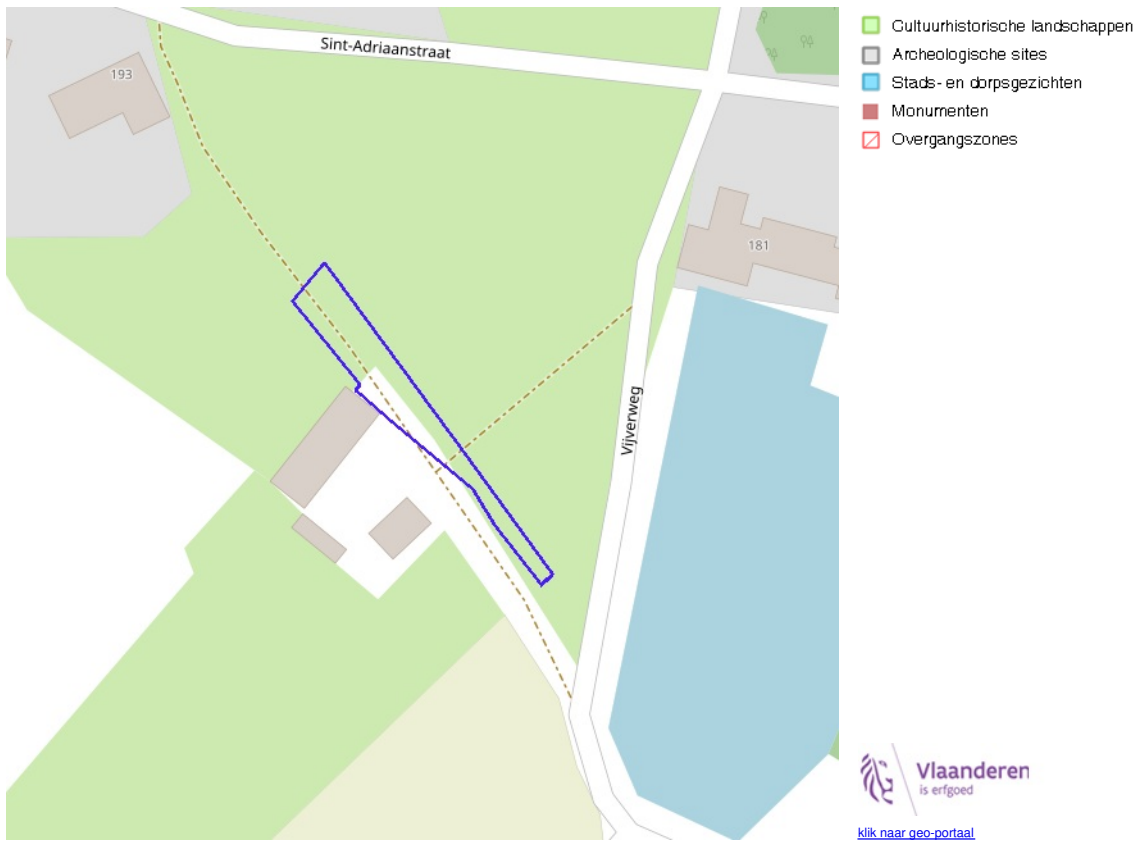 Sint-Adriaanstraat
193
181
Vijverweg
Cultuurhistorische landschappen
Archeologische sites
Stads- en dorpsgezichten
Monumenten
Overgangszones
Vlaanderen
is erfgoed
klik naar geo-portaal